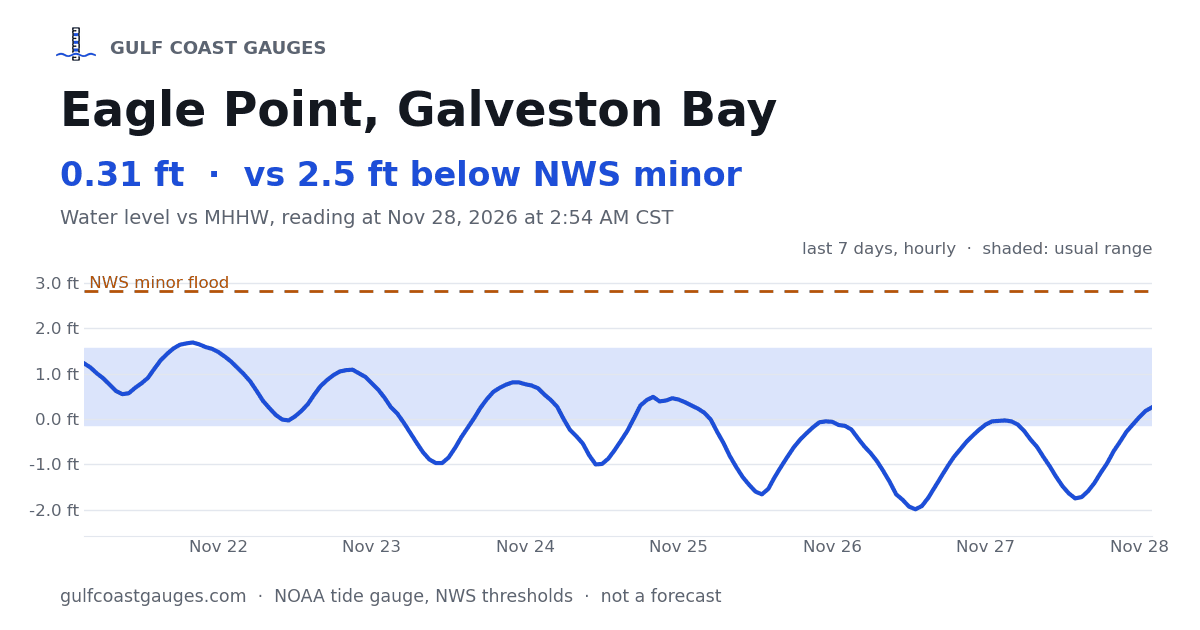 GULF COAST GAUGES
Eagle Point, Galveston Bay
0.31 ft · vs 2.5 ft below NWS minor
Water level vs MHHW, reading at Nov 28, 2026 at 2:54 AM CST
last 7 days, hourly · shaded: usual range
3.0 ft
NWS minor flood
2.0 ft
1.0 ft
0.0 ft
-1.0 ft
-2.0 ft
Nov 22 Nov 23 Nov 24 Nov 25 Nov 26 Nov 27 Nov 28
gulfcoastgauges.com · NOAA tide gauge, NWS thresholds · not a forecast